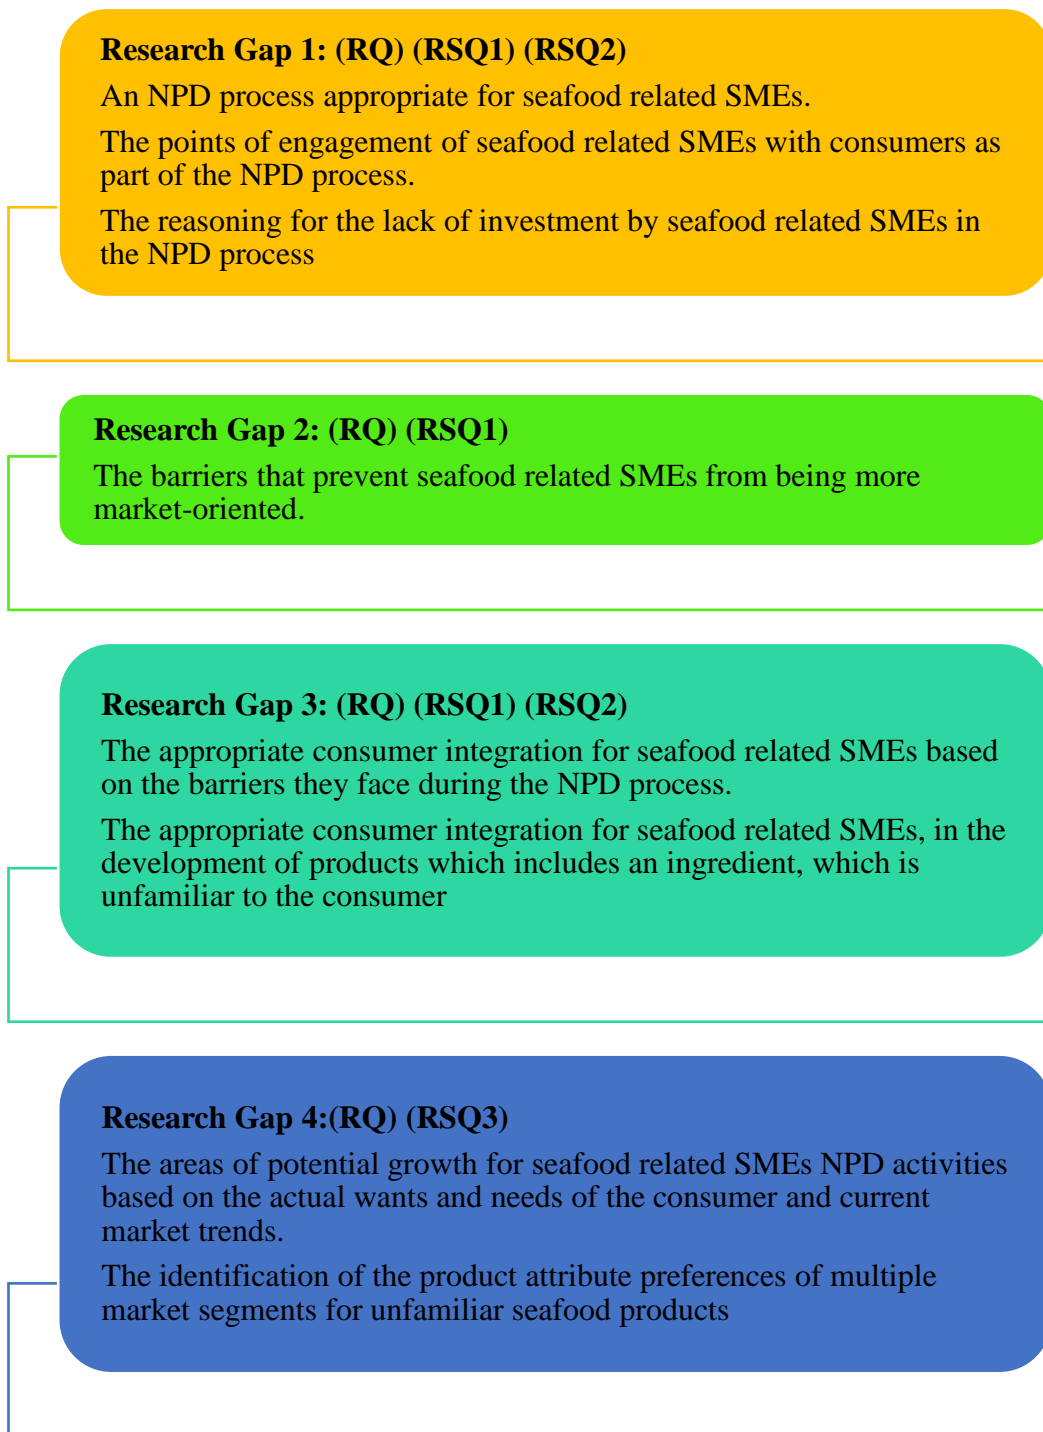 Research Gap 1: (RQ) (RSQ1) (RSQ2)
An NPD process appropriate for seafood related SMEs.
The points of engagement of seafood related SMEs with consumers as
part of the NPD process.
The reasoning for the lack of investment by seafood related SMEs in
the NPD process
Research Gap 2: (RQ) (RSQ1)
The barriers that prevent seafood related SMEs from being more
market-oriented.
Research Gap 3: (RQ) (RSQ1) (RSQ2)
The appropriate consumer integration for seafood related SMEs based
on the barriers they face during the NPD process.
The appropriate consumer integration for seafood related SMEs, in the
development of products which includes an ingredient, which is
unfamiliar to the consumer
Research Gap 4:(RQ) (RSQ3)
The areas of potential growth for seafood related SMEs NPD activities
based on the actual wants and needs of the consumer and current
market trends.
The identification of the product attribute preferences of multiple
market segments for unfamiliar seafood products